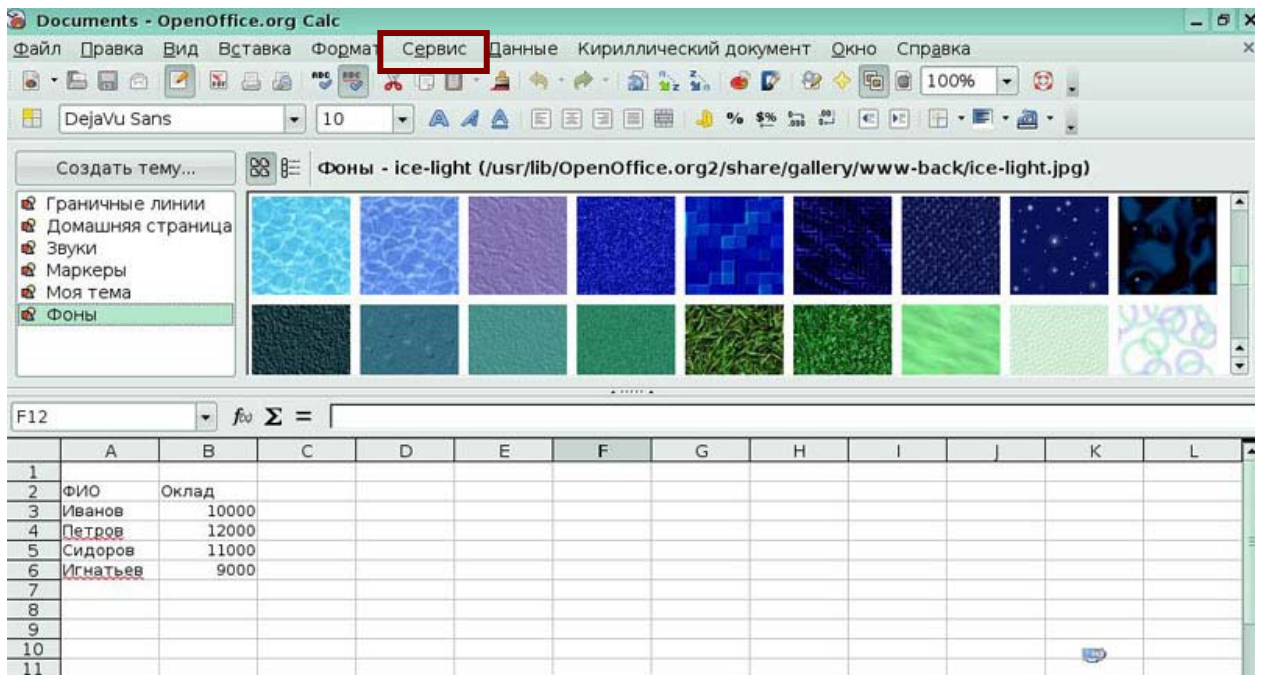 Documents - OpenOffice.org Calc
Файл Правка Вид Вставка Формат Сервис Данные Кириллический документ Окно Справка
100%
DejaVu Sans 10
Создать тему... Фоны - ice-light (/usr/lib/OpenOffice.org2/share/gallery/www-back/ice-light.jpg)
Граничные линии
Домашняя страница
Звуки
Маркеры
Моя тема
Фоны
F12 f(x) Σ =
A B C D E F G H I J K L
1
2 ФИО Оклад
3 Иванов 10000
4 Петров 12000
5 Сидоров 11000
6 Игнатьев 9000
7
8
9
10
11